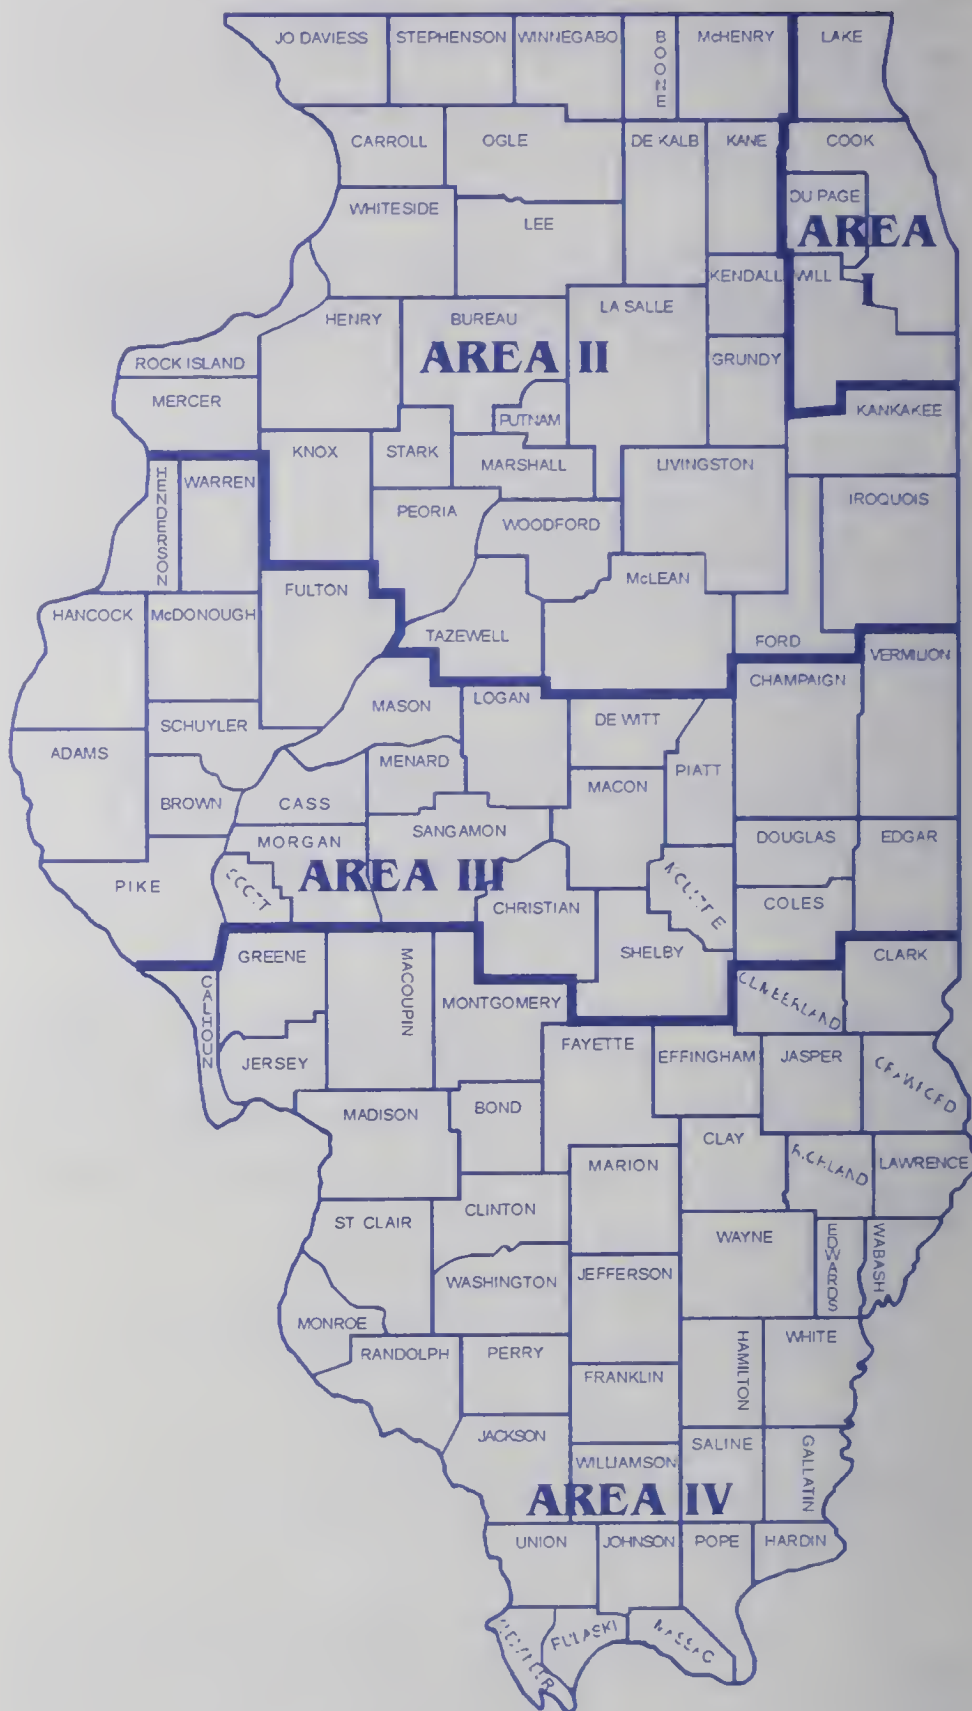 JO DAVIESS STEPHENSON WINNEGABO BOONE McHENRY LAKE
CARROLL OGLE DE KALB KANE COOK
DU PAGE
WHITESIDE LEE
AREA
I
KENDALL WILL
HENRY BUREAU LA SALLE
AREA II
ROCK ISLAND GRUNDY
MERCER PUTNAM KANKAKEE
KNOX STARK MARSHALL LIVINGSTON
HENDERSON WARREN IROQUOIS
PEORIA WOODFORD
McLEAN
FULTON
HANCOCK McDONOUGH
TAZEWELL FORD
VERMILION
CHAMPAIGN
MASON LOGAN
SCHUYLER DE WITT
ADAMS MENARD PIATT
MACON
BROWN CASS
SANGAMON DOUGLAS EDGAR
MORGAN
AREA III
PIKE
COLES
CHRISTIAN
SHELBY
GREENE MACOUPIN CLARK
CALHOUN MONTGOMERY
FAYETTE EFFINGHAM JASPER
JERSEY
MADISON BOND
CLAY
MARION LAWRENCE
CLINTON
ST CLAIR
WAYNE EDWARDS WABASH
WASHINGTON JEFFERSON
MONROE
RANDOLPH PERRY HAMILTON WHITE
FRANKLIN
JACKSON SALINE GALLATIN
WILLIAMSON
AREA IV
UNION JOHNSON POPE HARDIN